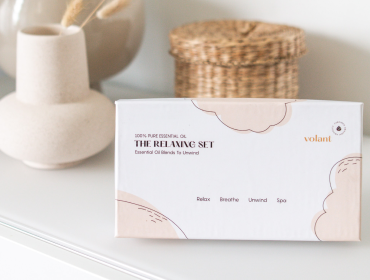 100% PURE ESSENTIAL OIL
THE RELAXING SET
Essential Oil Blends To Unwind
volant
Relax Breathe Unwind Spa